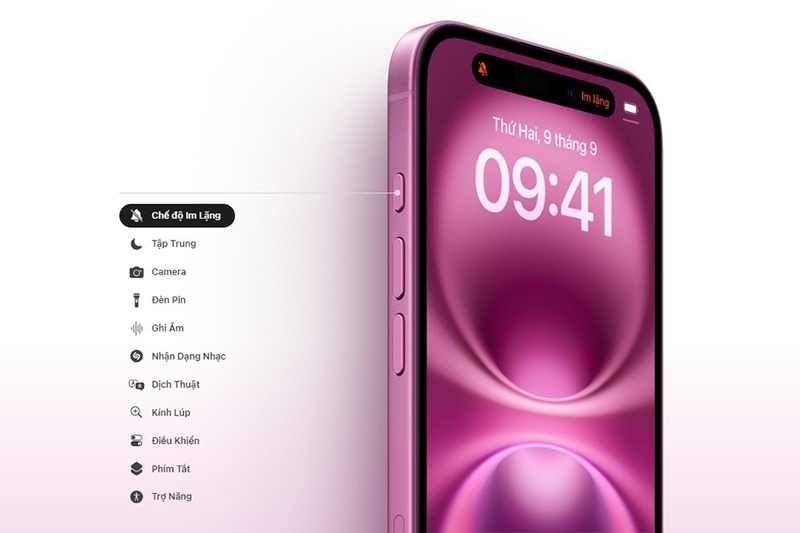 Im lặng
Thứ Hai, 9 tháng 9
09:41
Chế độ Im Lặng
Tập Trung
Camera
Đèn Pin
Ghi Âm
Nhận Dạng Nhạc
Dịch Thuật
Kính Lúp
Điều Khiển
Phím Tắt
Trợ Năng